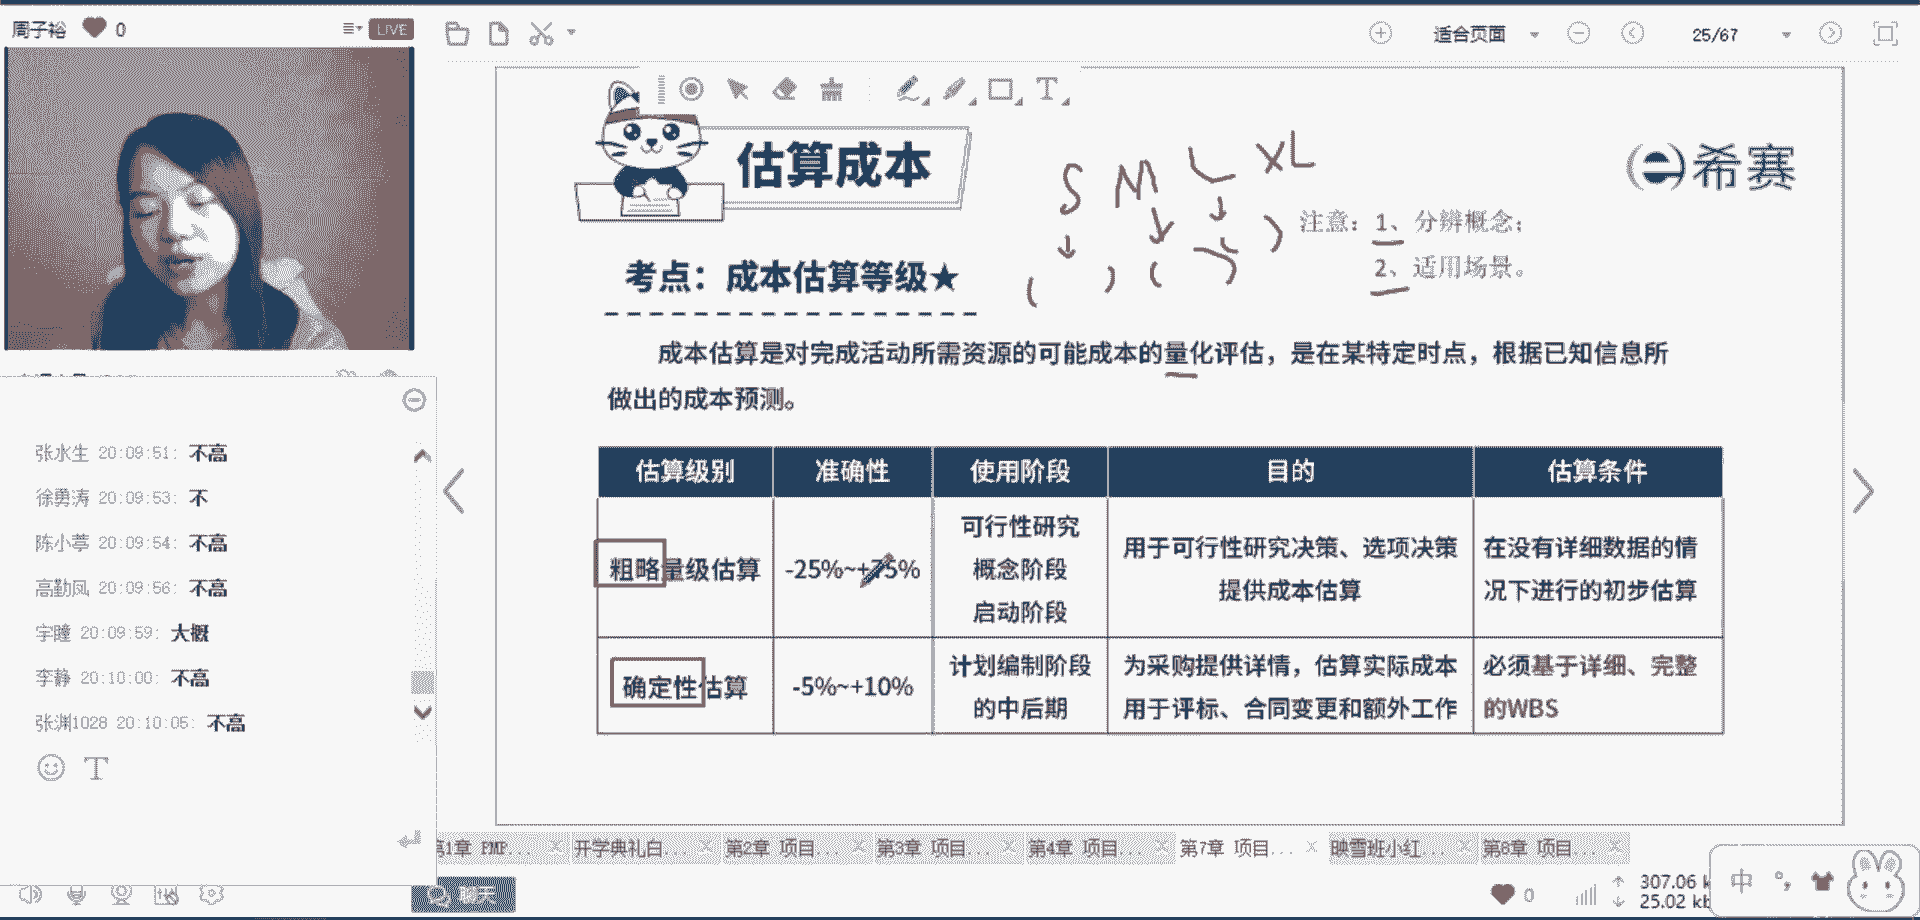 周子裕 0 LIVE
适合页面 25/67
估算成本
S M L XL
希赛
注意：1、分辨概念；
2、适用场景。
考点：成本估算等级★
成本估算是对完成活动所需资源的可能成本的量化评估，是在某特定时点，根据已知信息所
做出的成本预测。
估算级别 准确性 使用阶段 目的 估算条件
粗略量级估算 -25%~+75% 可行性研究
概念阶段
启动阶段 用于可行性研究决策、选项决策
提供成本估算 在没有详细数据的情
况下进行的初步估算
确定性估算 -5%~+10% 计划编制阶段
的中后期 为采购提供详情，估算实际成本
用于评标、合同变更和额外工作 必须基于详细、完整
的WBS
张水生 20:09:51: 不高
徐勇涛 20:09:53: 不
陈小葶 20:09:54: 不高
高勤凤 20:09:56: 不高
宇瞳 20:09:59: 大概
李静 20:10:00: 不高
张渊1028 20:10:05: 不高
T
第1章 PMP... 开学典礼白... 第2章 项目... 第3章 项目... 第4章 项目... 第7章 项目... 映雪班小红... 第8章 项目...
聊天
0
307.06 k
25.02 kb
中